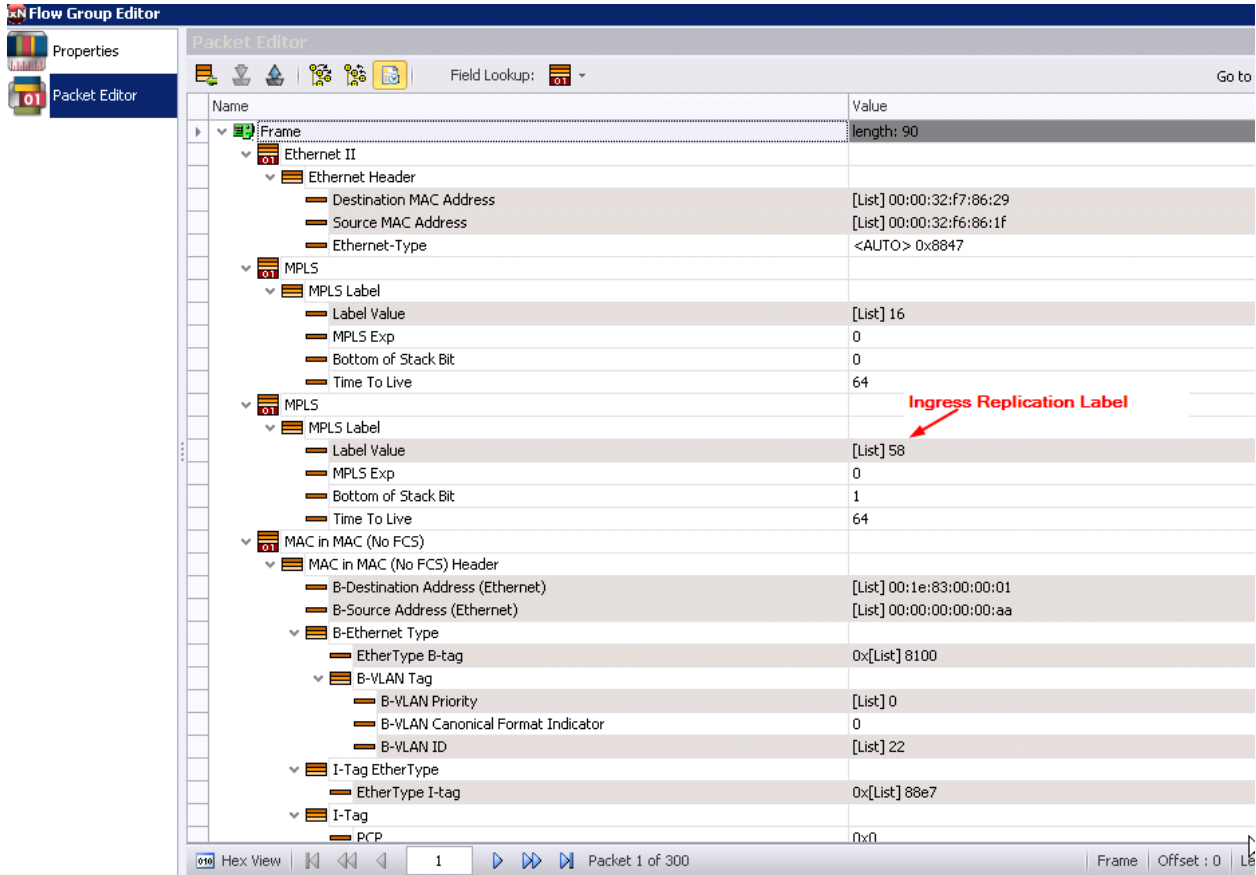 IxN Flow Group Editor
Properties
Packet Editor
Packet Editor
Field Lookup:
Go to
Name Value
Frame length: 90
Ethernet II
Ethernet Header
Destination MAC Address [List] 00:00:32:f7:86:29
Source MAC Address [List] 00:00:32:f6:86:1f
Ethernet-Type <AUTO> 0x8847
MPLS
MPLS Label
Label Value [List] 16
MPLS Exp 0
Bottom of Stack Bit 0
Time To Live 64
MPLS
Ingress Replication Label
MPLS Label
Label Value [List] 58
MPLS Exp 0
Bottom of Stack Bit 1
Time To Live 64
MAC in MAC (No FCS)
MAC in MAC (No FCS) Header
B-Destination Address (Ethernet) [List] 00:1e:83:00:00:01
B-Source Address (Ethernet) [List] 00:00:00:00:00:aa
B-Ethernet Type
EtherType B-tag 0x[List] 8100
B-VLAN Tag
B-VLAN Priority [List] 0
B-VLAN Canonical Format Indicator 0
B-VLAN ID [List] 22
I-Tag EtherType
EtherType I-tag 0x[List] 88e7
I-Tag
PCP 0x0
Hex View 1 Packet 1 of 300 Frame Offset : 0